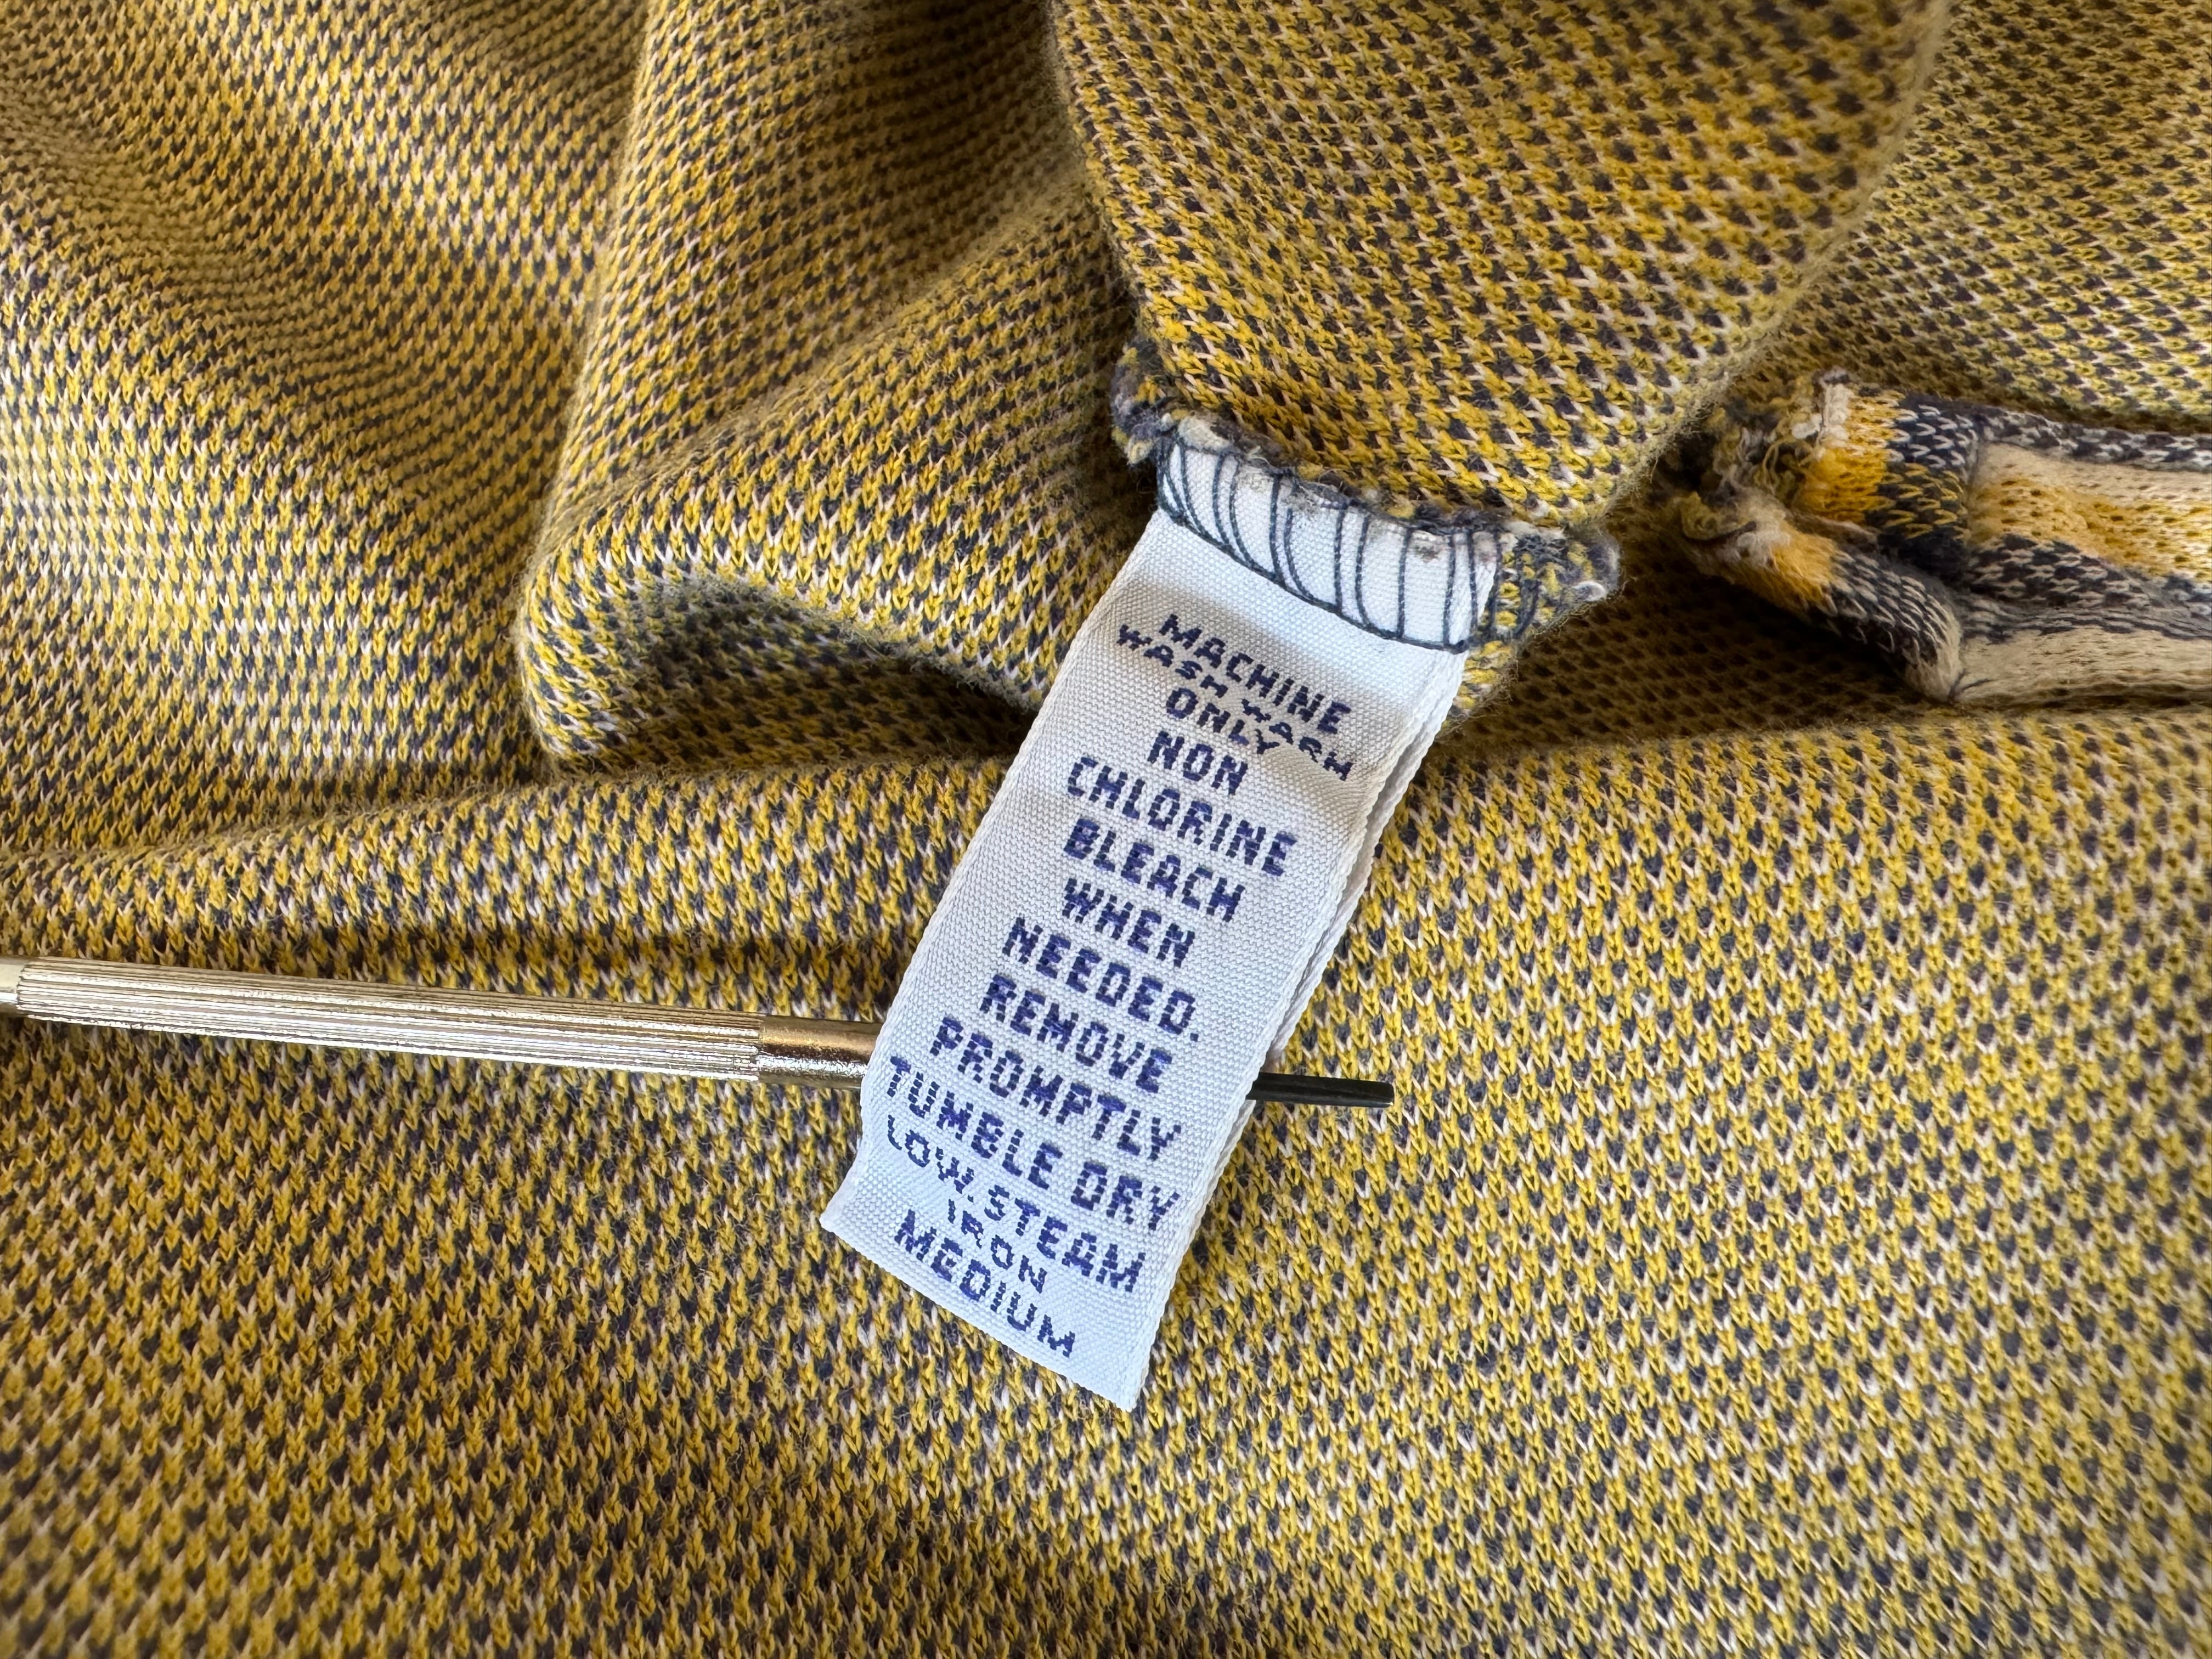 MACHINE
WASH WARM
ONLY
NON
CHLORINE
BLEACH
WHEN
NEEDED.
REMOVE
PROMPTLY
TUMBLE DRY
LOW. STEAM
IRON
MEDIUM